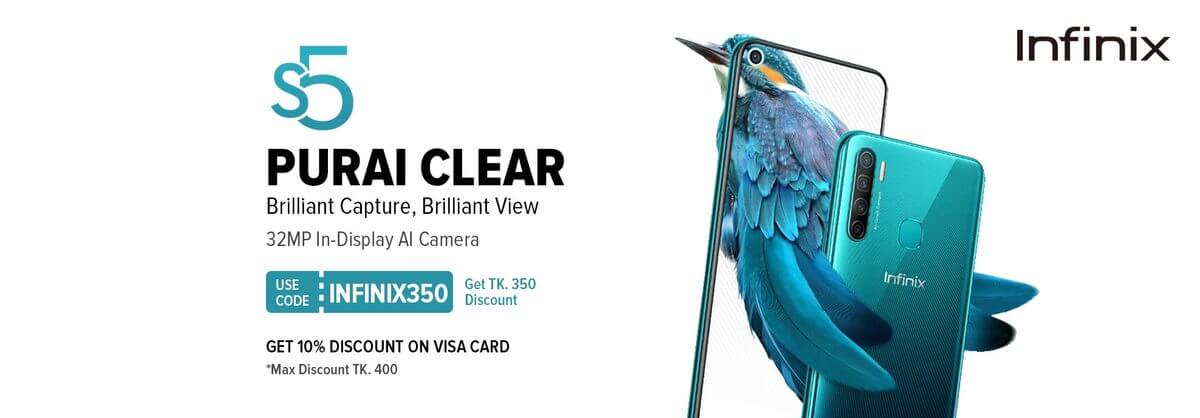 S5
PURAI CLEAR
Brilliant Capture, Brilliant View
32MP In-Display AI Camera
USE
CODE
INFINIX350
Get TK. 350
Discount
GET 10% DISCOUNT ON VISA CARD
*Max Discount TK. 400
Infinix
Infinix